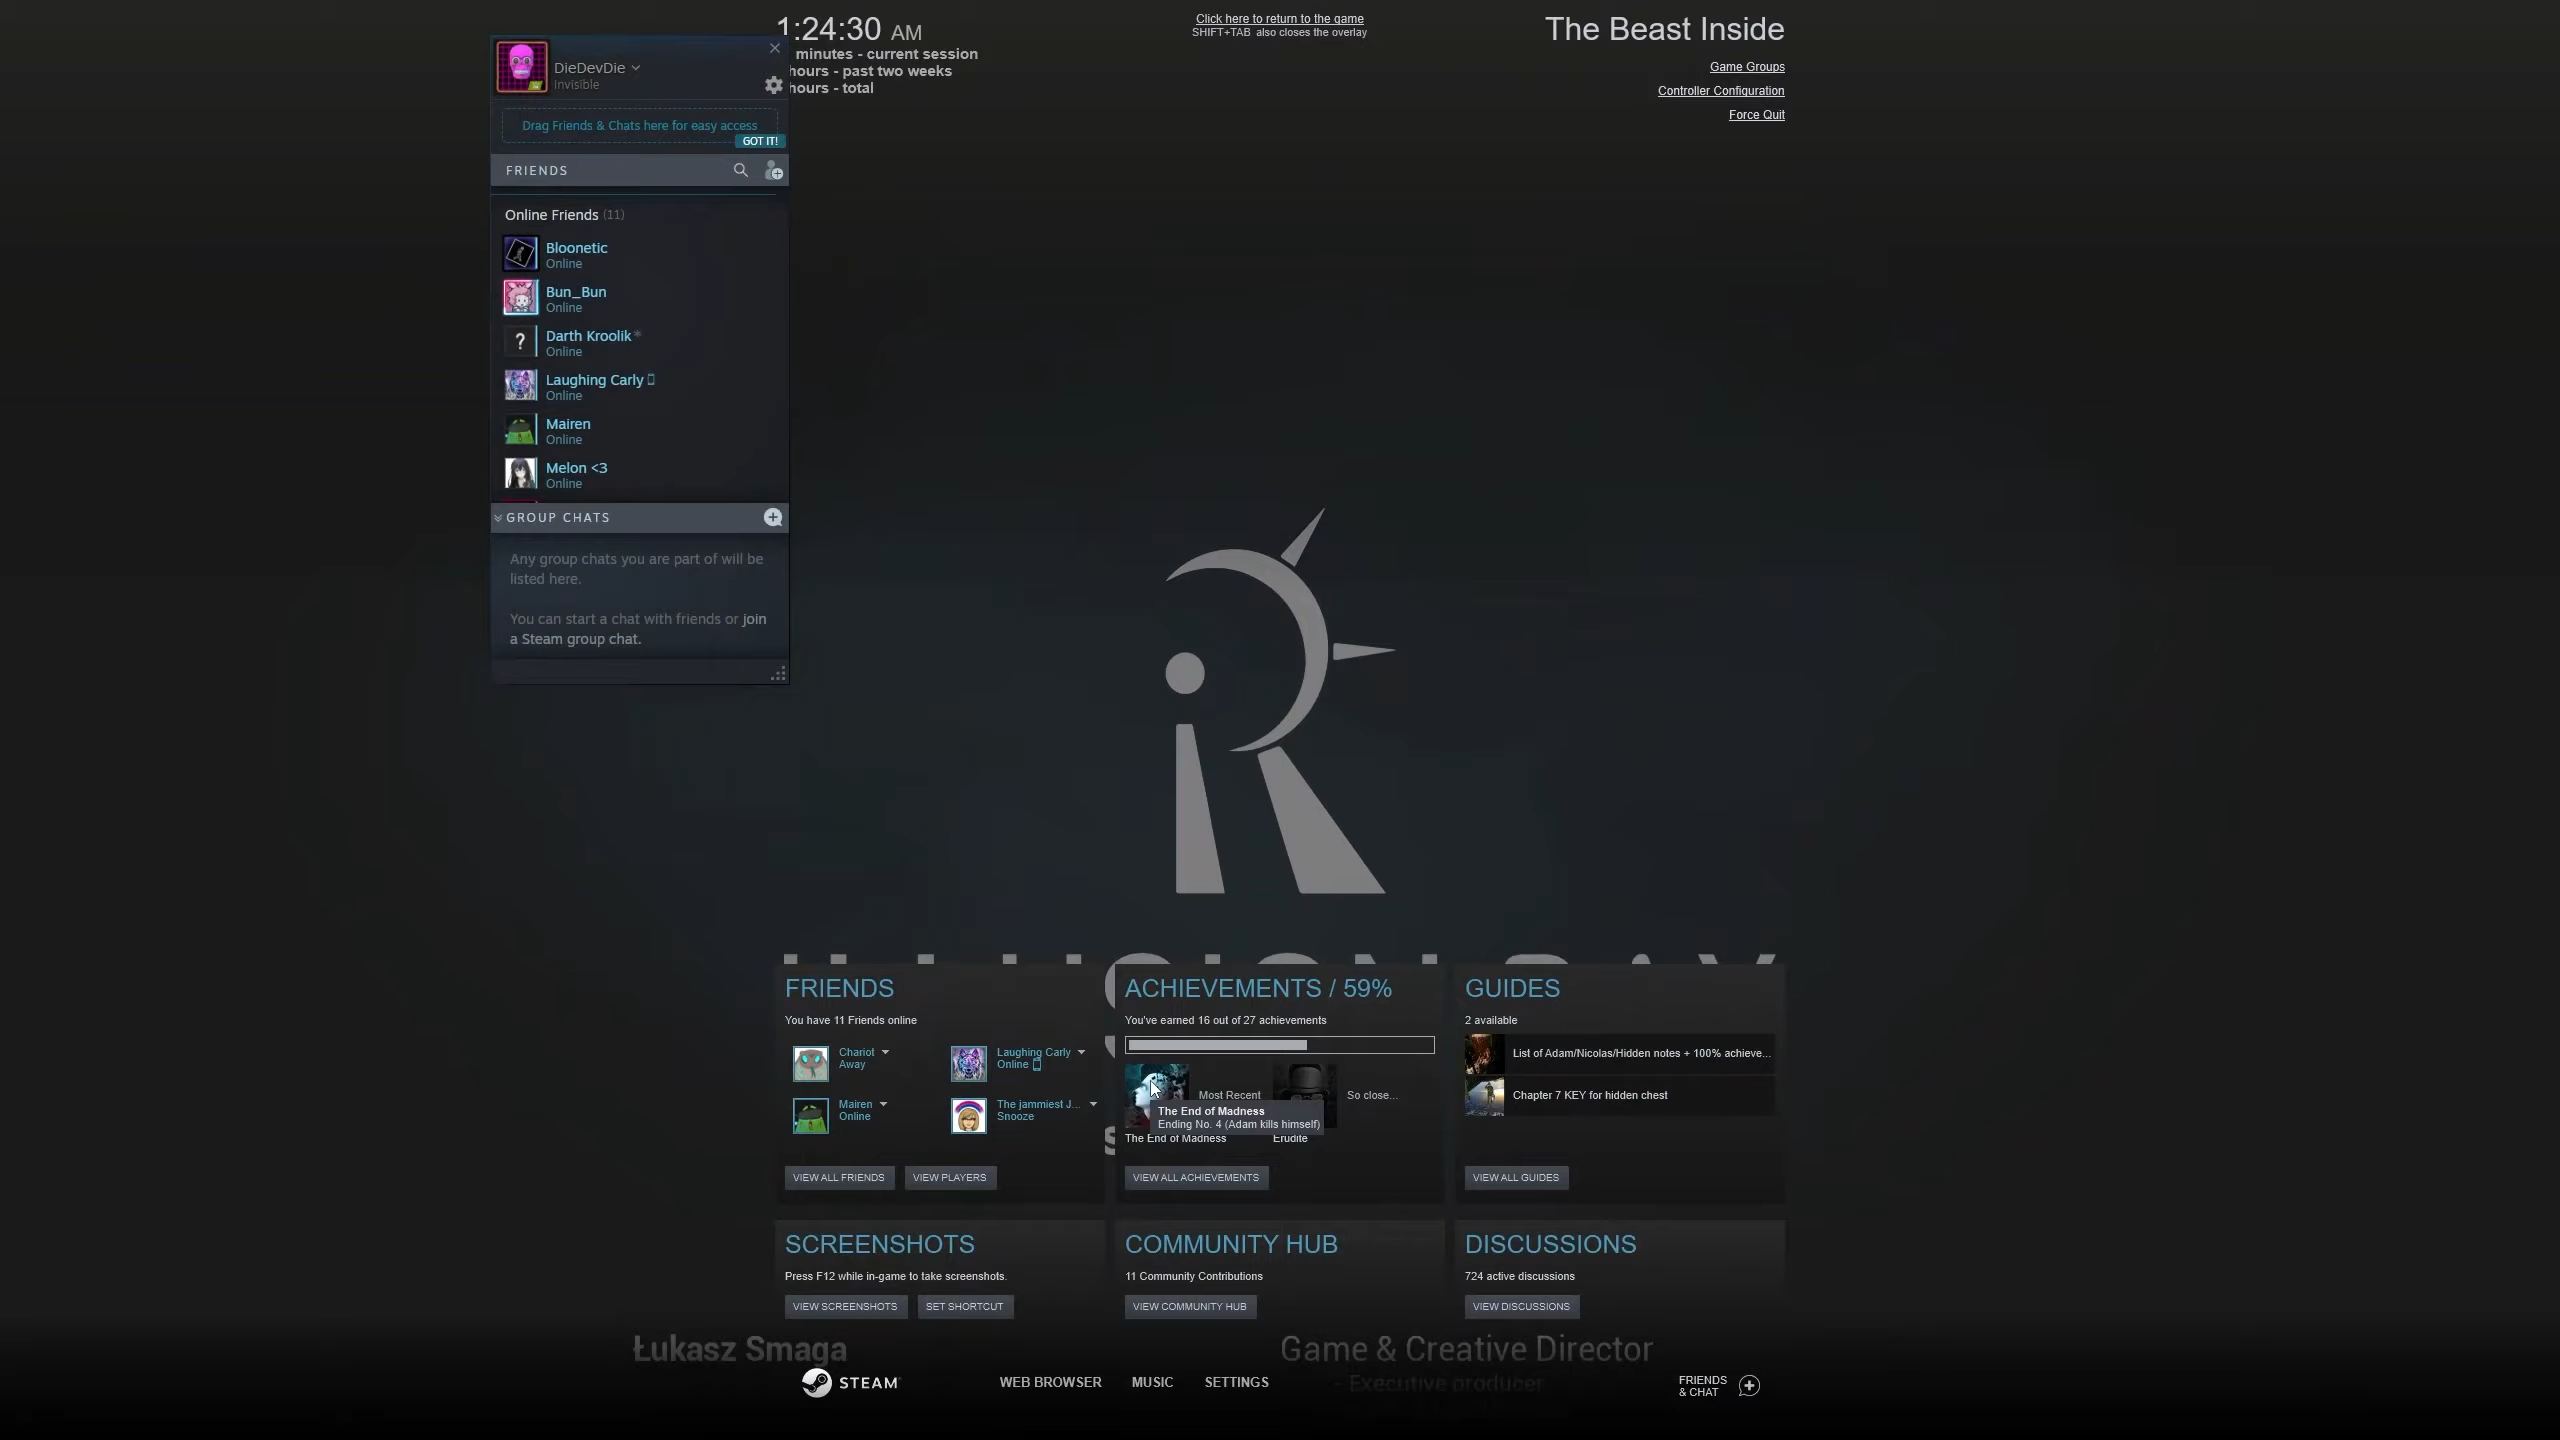 1:24:30 AM
minutes - current session
hours - past two weeks
hours - total
Click here to return to the game
SHIFT+TAB also closes the overlay
The Beast Inside
Game Groups
Controller Configuration
Force Quit
DieDevDie
Invisible
Drag Friends & Chats here for easy access
GOT IT!
FRIENDS
Online Friends (11)
Bloonetic
Online
Bun_Bun
Online
Darth Kroolik*
Online
Laughing Carly
Online
Mairen
Online
Melon <3
Online
GROUP CHATS
Any group chats you are part of will be
listed here.
You can start a chat with friends or join
a Steam group chat.
FRIENDS
You have 11 Friends online
Chariot
Away
Laughing Carly
Online
Mairen
Online
The jammiest J...
Snooze
VIEW ALL FRIENDS
VIEW PLAYERS
ACHIEVEMENTS / 59%
You've earned 16 out of 27 achievements
Most Recent
So close...
The End of Madness
Ending No. 4 (Adam kills himself)
The End of Madness
Erudite
VIEW ALL ACHIEVEMENTS
GUIDES
2 available
List of Adam/Nicolas/Hidden notes + 100% achieve...
Chapter 7 KEY for hidden chest
VIEW ALL GUIDES
SCREENSHOTS
Press F12 while in-game to take screenshots.
VIEW SCREENSHOTS
SET SHORTCUT
COMMUNITY HUB
11 Community Contributions
VIEW COMMUNITY HUB
DISCUSSIONS
724 active discussions
VIEW DISCUSSIONS
Łukasz Smaga
Game & Creative Director
- Executive producer
STEAM
WEB BROWSER
MUSIC
SETTINGS
FRIENDS
& CHAT